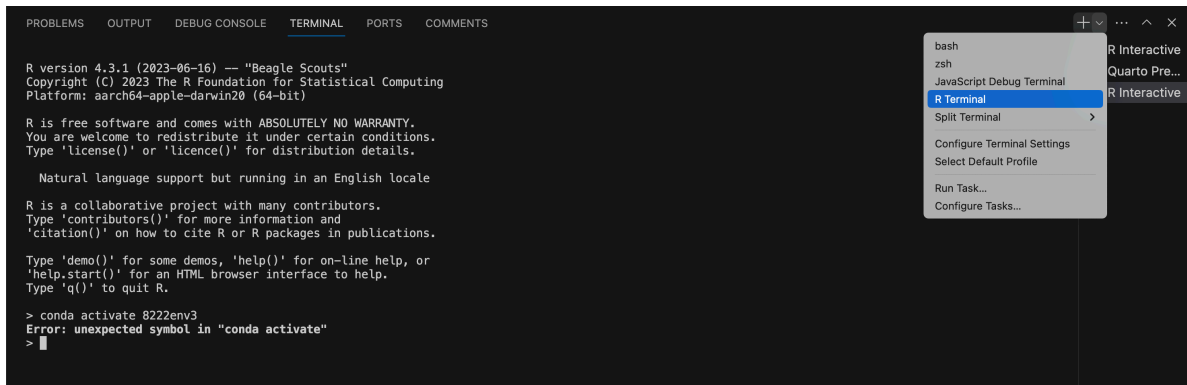 PROBLEMS OUTPUT DEBUG CONSOLE TERMINAL PORTS COMMENTS
R version 4.3.1 (2023-06-16) -- "Beagle Scouts"
Copyright (C) 2023 The R Foundation for Statistical Computing
Platform: aarch64-apple-darwin20 (64-bit)
R is free software and comes with ABSOLUTELY NO WARRANTY.
You are welcome to redistribute it under certain conditions.
Type 'license()' or 'licence()' for distribution details.
Natural language support but running in an English locale
R is a collaborative project with many contributors.
Type 'contributors()' for more information and
'citation()' on how to cite R or R packages in publications.
Type 'demo()' for some demos, 'help()' for on-line help, or
'help.start()' for an HTML browser interface to help.
Type 'q()' to quit R.
> conda activate 8222env3
Error: unexpected symbol in "conda activate"
>
bash
zsh
JavaScript Debug Terminal
R Terminal
Split Terminal
Configure Terminal Settings
Select Default Profile
Run Task...
Configure Tasks...
R Interactive
Quarto Pre...
R Interactive